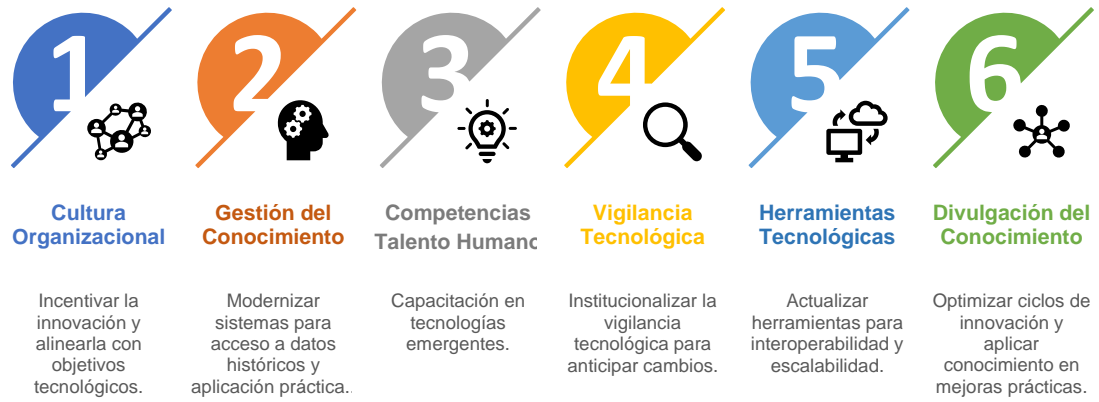 1
Cultura
Organizacional
Incentivar la
innovación y
alinearla con
objetivos
tecnológicos.
2
Gestión del
Conocimiento
Modernizar
sistemas para
acceso a datos
históricos y
aplicación práctica.
3
Competencias
Talento Humano
Capacitación en
tecnologías
emergentes.
4
Vigilancia
Tecnológica
Institucionalizar la
vigilancia
tecnológica para
anticipar cambios.
5
Herramientas
Tecnológicas
Actualizar
herramientas para
interoperabilidad y
escalabilidad.
6
Divulgación del
Conocimiento
Optimizar ciclos de
innovación y
aplicar
conocimiento en
mejoras prácticas.